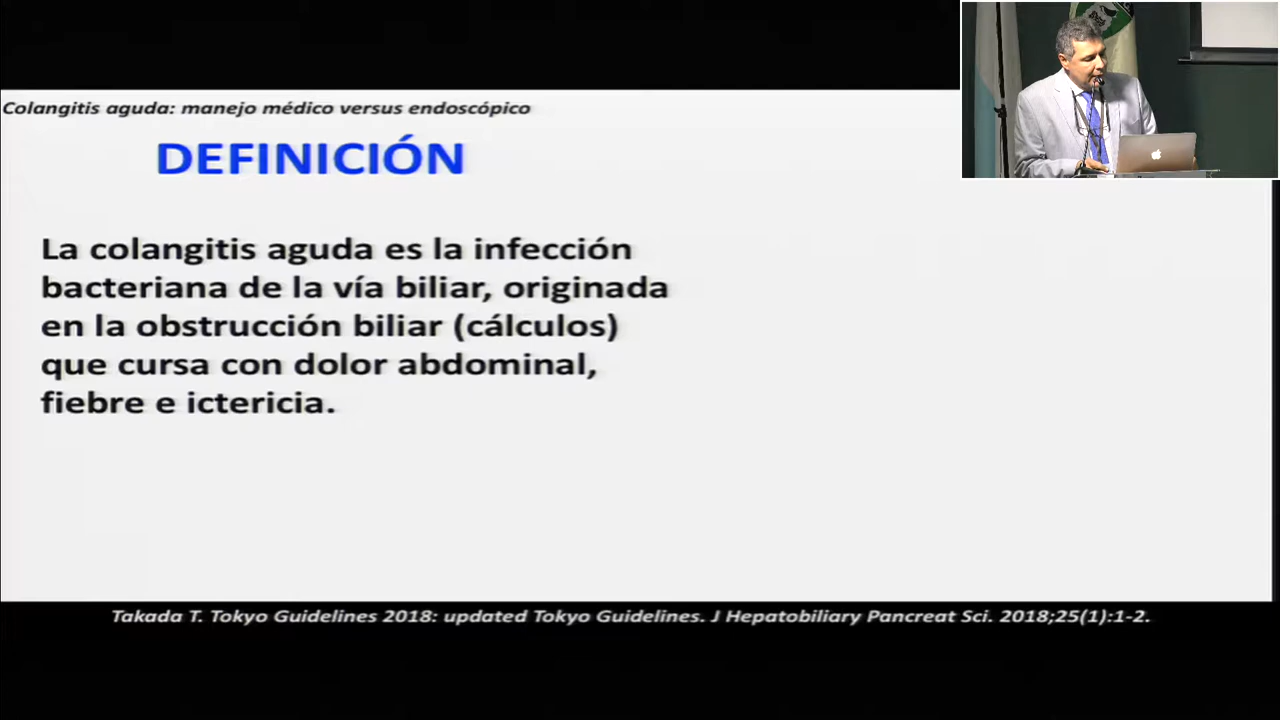 Colangitis aguda: manejo médico versus endoscópico
DEFINICIÓN
La colangitis aguda es la infección
bacteriana de la vía biliar, originada
en la obstrucción biliar (cálculos)
que cursa con dolor abdominal,
fiebre e ictericia.
Takada T. Tokyo Guidelines 2018: updated Tokyo Guidelines. J Hepatobiliary Pancreat Sci. 2018;25(1):1-2.